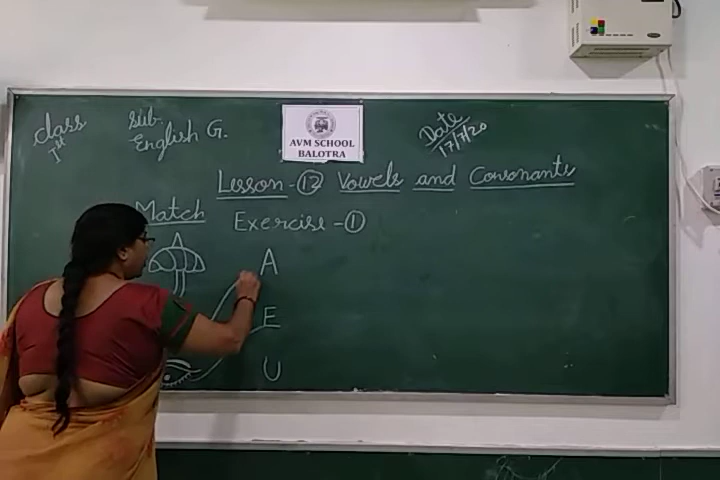 Class
Ist
Sub-
English G.
AVM SCHOOL
BALOTRA
Date
17/7/20
Lesson-12 Vowels and Consonants
Match
Exercise-1
A
E
U